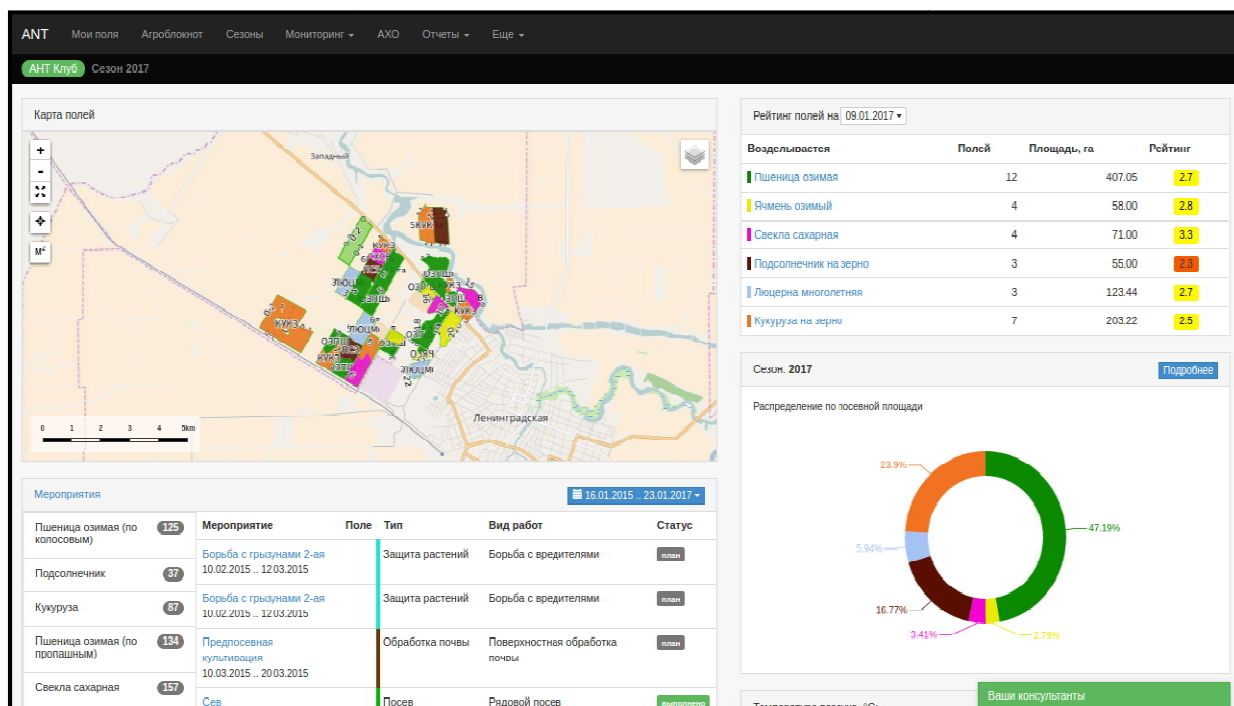 ANT Мои поля Агроблокнот Сезоны Мониторинг АХО Отчеты Еще
АНТ Клуб Сезон 2017
Карта полей
+
-
M²
Западный
Ленинградская
0 1 2 3 4 5km
Мероприятия
16.01.2015 .. 23.01.2017
Пшеница озимая (по колосовым) 125
Подсолнечник 37
Кукуруза 87
Пшеница озимая (по пропашным) 134
Свекла сахарная 157
Мероприятие Поле Тип Вид работ Статус
Борьба с грызунами 2-ая Защита растений Борьба с вредителями план
10.02.2015 .. 12.03.2015
Борьба с грызунами 2-ая Защита растений Борьба с вредителями план
10.02.2015 .. 12.03.2015
Предпосевная Обработка почвы Поверхностная обработка план
культивация почвы
10.03.2015 .. 20.03.2015
Сев Посев Рядовой посев выполнено
Рейтинг полей на 09.01.2017
Возделывается Полей Площадь, га Рейтинг
Пшеница озимая 12 407.05 2.7
Ячмень озимый 4 58.00 2.8
Свекла сахарная 4 71.00 3.3
Подсолнечник на зерно 3 55.00 2.3
Люцерна многолетняя 3 123.44 2.7
Кукуруза на зерно 7 203.22 2.5
Сезон. 2017 Подробнее
Распределение по посевной площади
23.9%
47.19%
5.94%
16.77%
3.41%
2.79%
Ваши консультанты